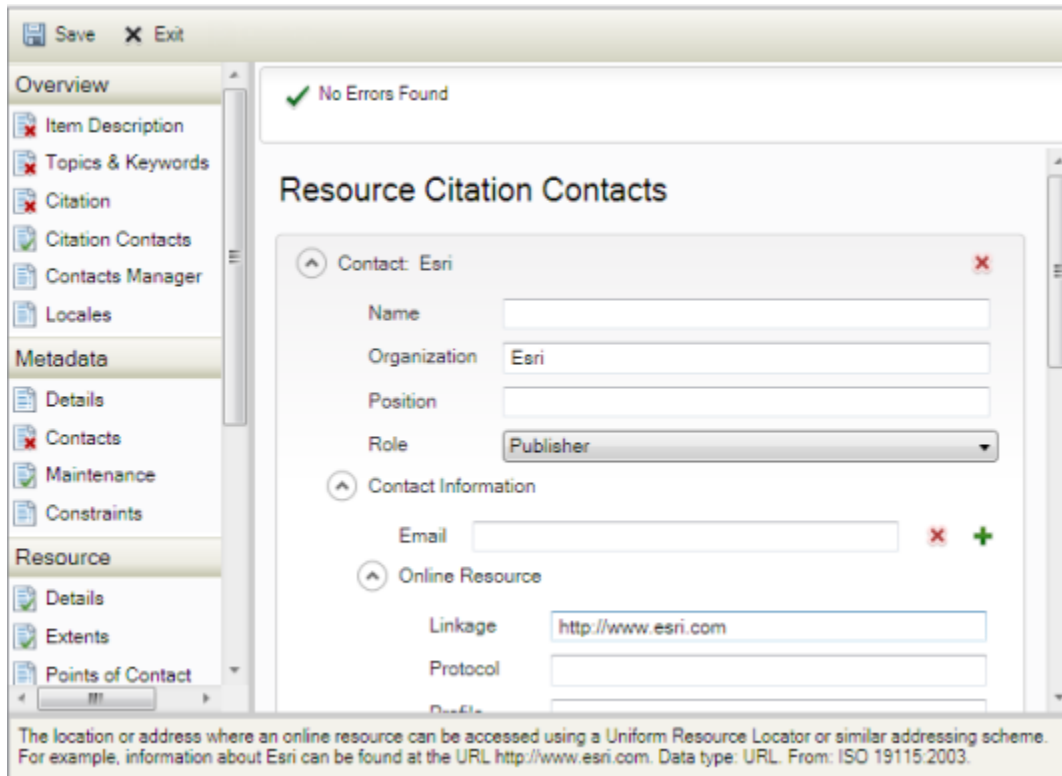 Save Exit
Overview
Item Description
Topics & Keywords
Citation
Citation Contacts
Contacts Manager
Locales
Metadata
Details
Contacts
Maintenance
Constraints
Resource
Details
Extents
Points of Contact
No Errors Found
Resource Citation Contacts
Contact: Esri
Name
Organization Esri
Position
Role Publisher
Contact Information
Email
Online Resource
Linkage http://www.esri.com
Protocol
Profile
The location or address where an online resource can be accessed using a Uniform Resource Locator or similar addressing scheme.
For example, information about Esri can be found at the URL http://www.esri.com. Data type: URL. From: ISO 19115:2003.